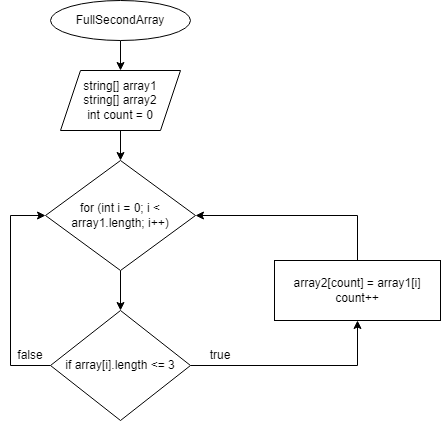 FullSecondArray
string[] array1
string[] array2
int count = 0
for (int i = 0; i <
array1.length; i++)
array2[count] = array1[i]
count++
false
if array[i].length <= 3
true